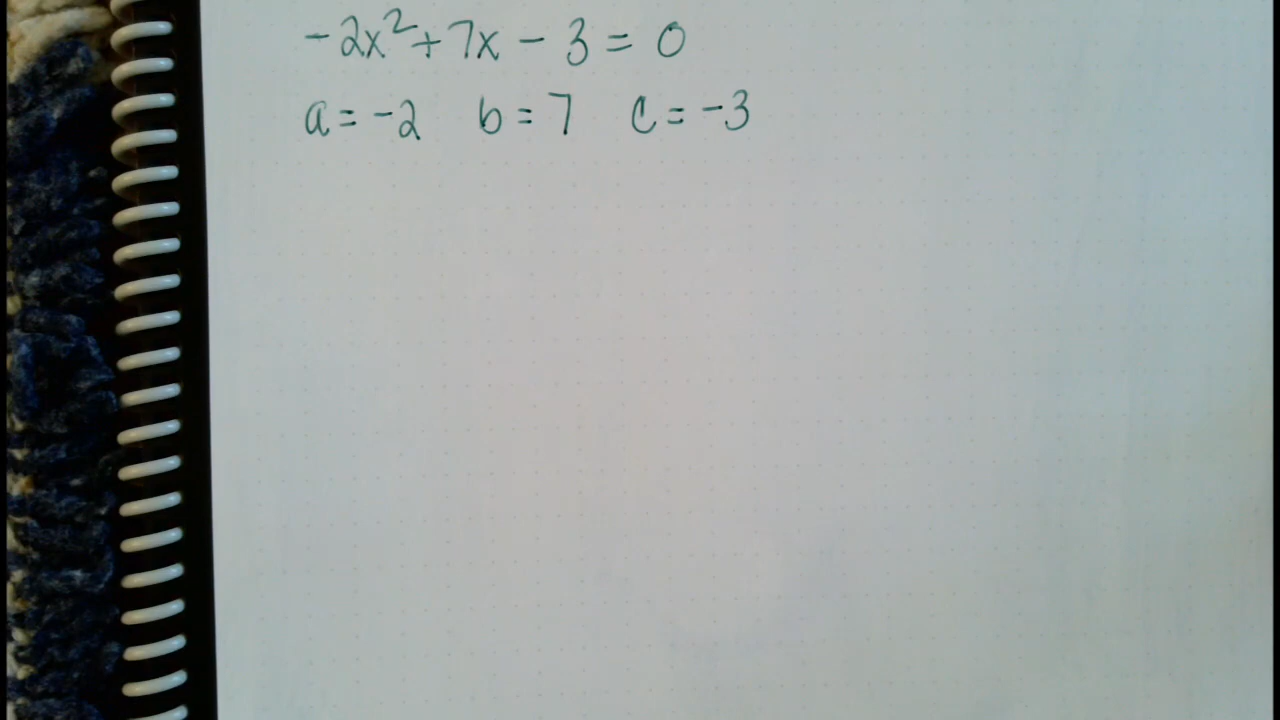 -2x²+7x - 3 = 0
a = -2 b = 7 c = -3